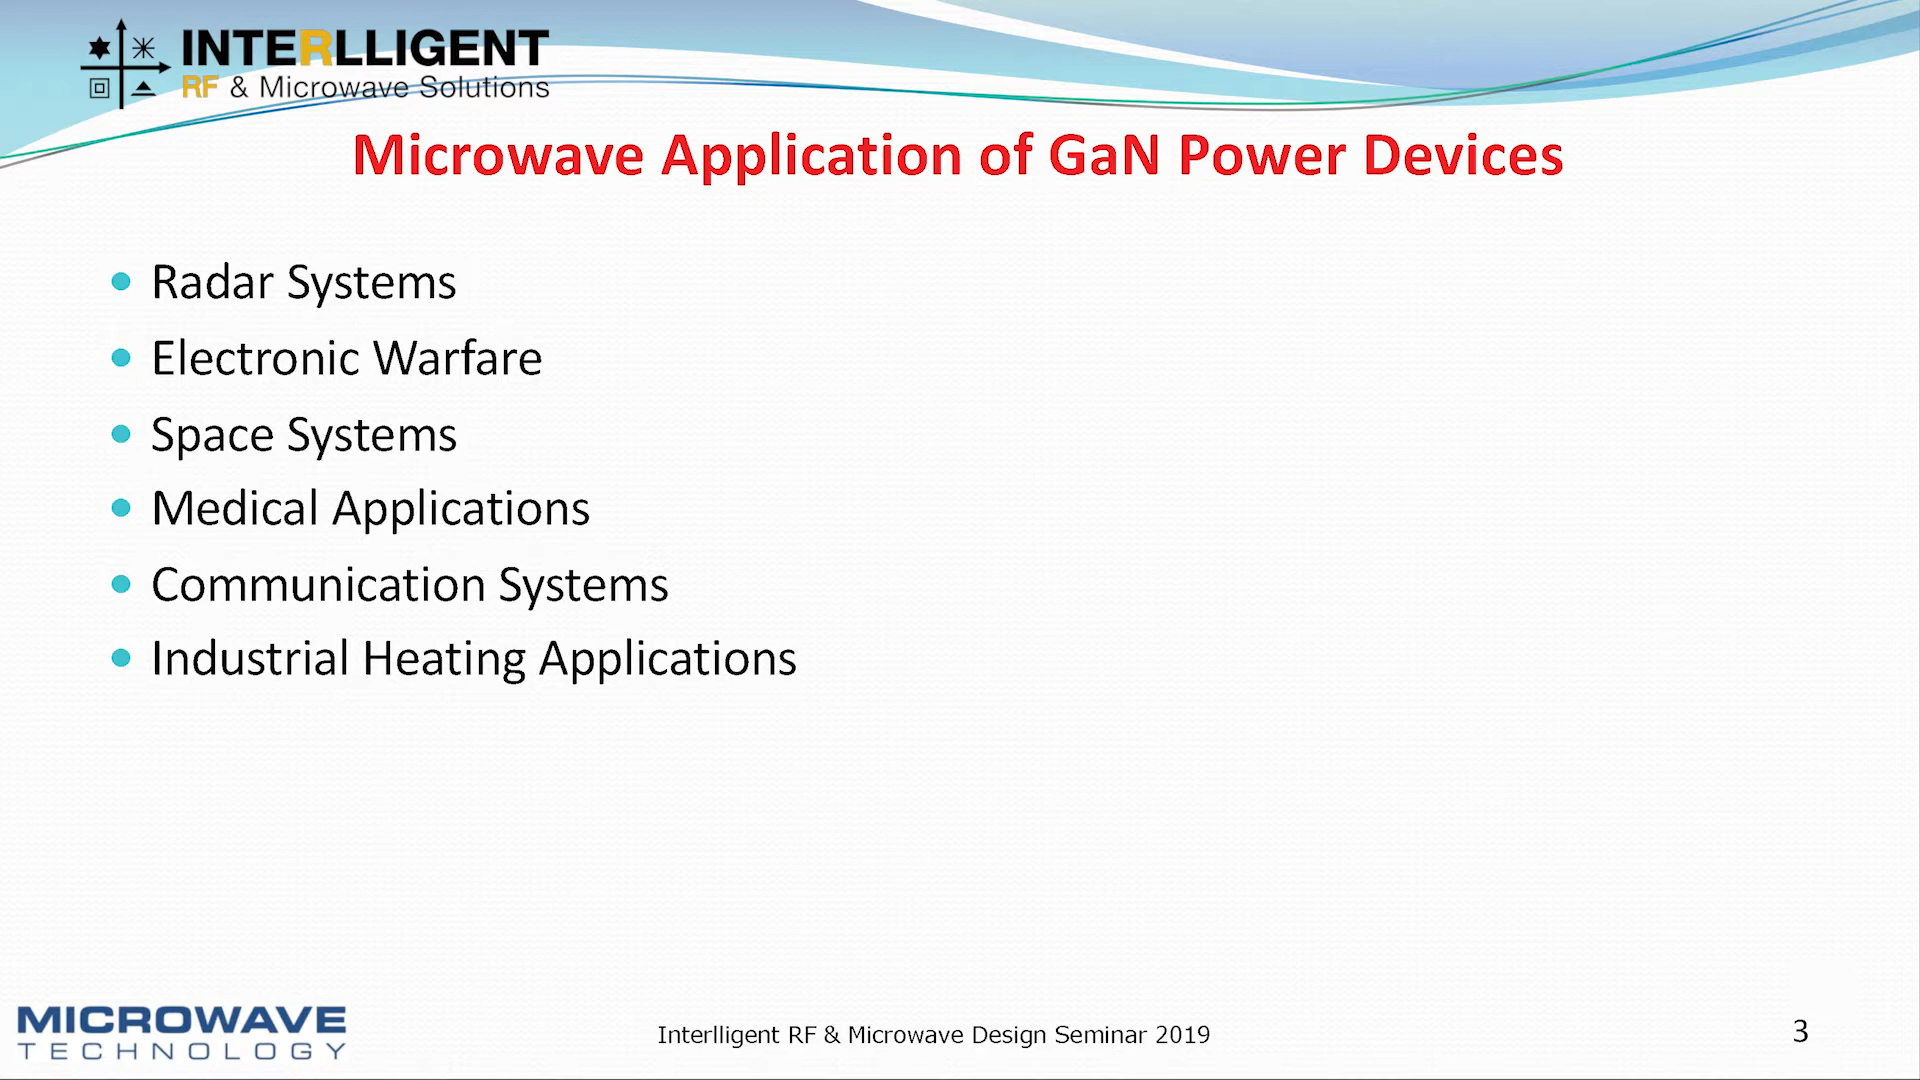 INTERLLIGENT
RF & Microwave Solutions
Microwave Application of GaN Power Devices
• Radar Systems
• Electronic Warfare
• Space Systems
• Medical Applications
• Communication Systems
• Industrial Heating Applications
MICROWAVE
TECHNOLOGY
Interlligent RF & Microwave Design Seminar 2019
3